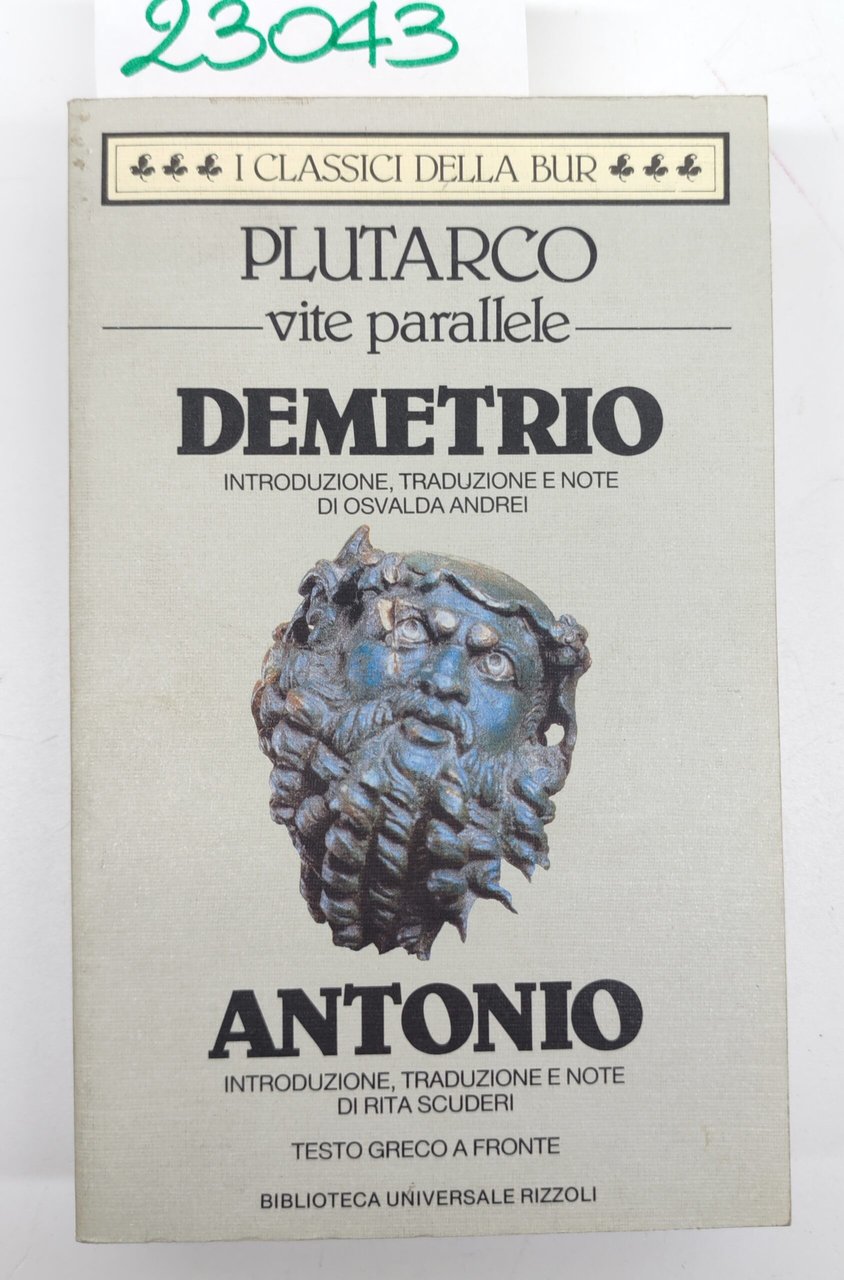 23043
I CLASSICI DELLA BUR
PLUTARCO
vite parallele
DEMETRIO
INTRODUZIONE, TRADUZIONE E NOTE
DI OSVALDA ANDREI
ANTONIO
INTRODUZIONE, TRADUZIONE E NOTE
DI RITA SCUDERI
TESTO GRECO A FRONTE
BIBLIOTECA UNIVERSALE RIZZOLI